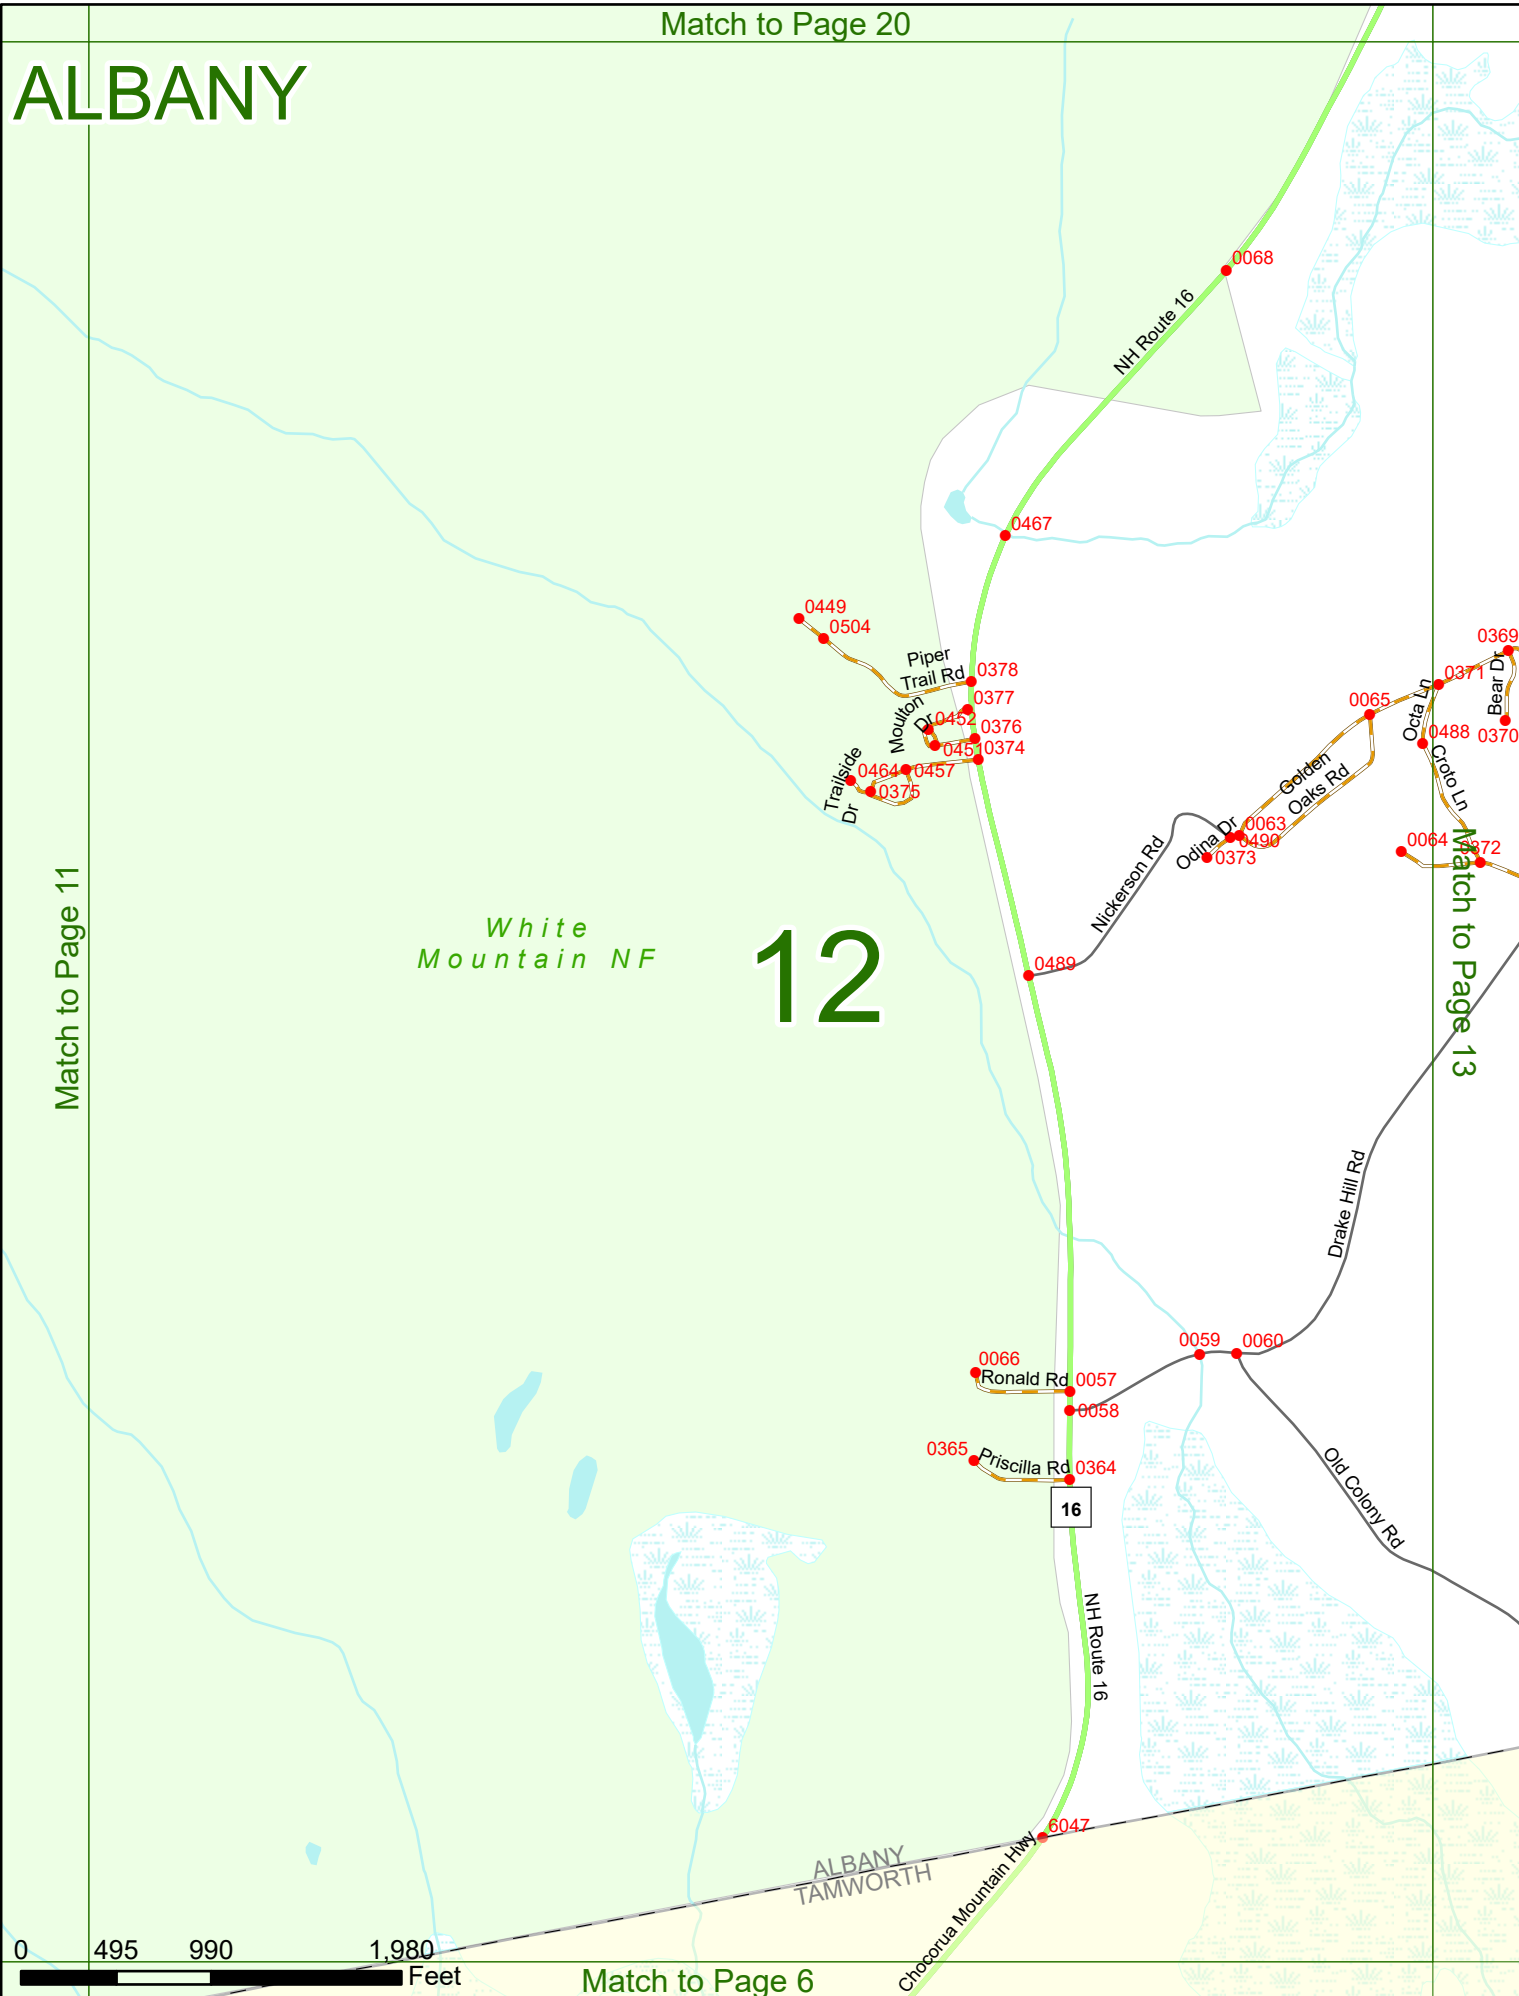 Match to Page 20
ALBANY
0068
NH Route 16
0467
0449
0504
Piper
Trail Rd
0378
0377
Moulton
Dr
0452
0376
0451
0374
Trailside
Dr
0464
0457
0375
0369
0371
Bear Dr
0370
Octa Ln
0065
0488
Croto Ln
Golden
Oaks Rd
Odina Dr
0063
0490
0373
0064
0372
Nickerson Rd
0489
Match to Page 11
White
Mountain NF
12
Match to Page 13
Drake Hill Rd
0059
0060
0066
Ronald Rd
0057
0058
0365
Priscilla Rd
0364
16
Old Colony Rd
NH Route 16
6047
ALBANY
TAMWORTH
Chocorua Mountain Hwy
0 495 990 1,980
Feet
Match to Page 6